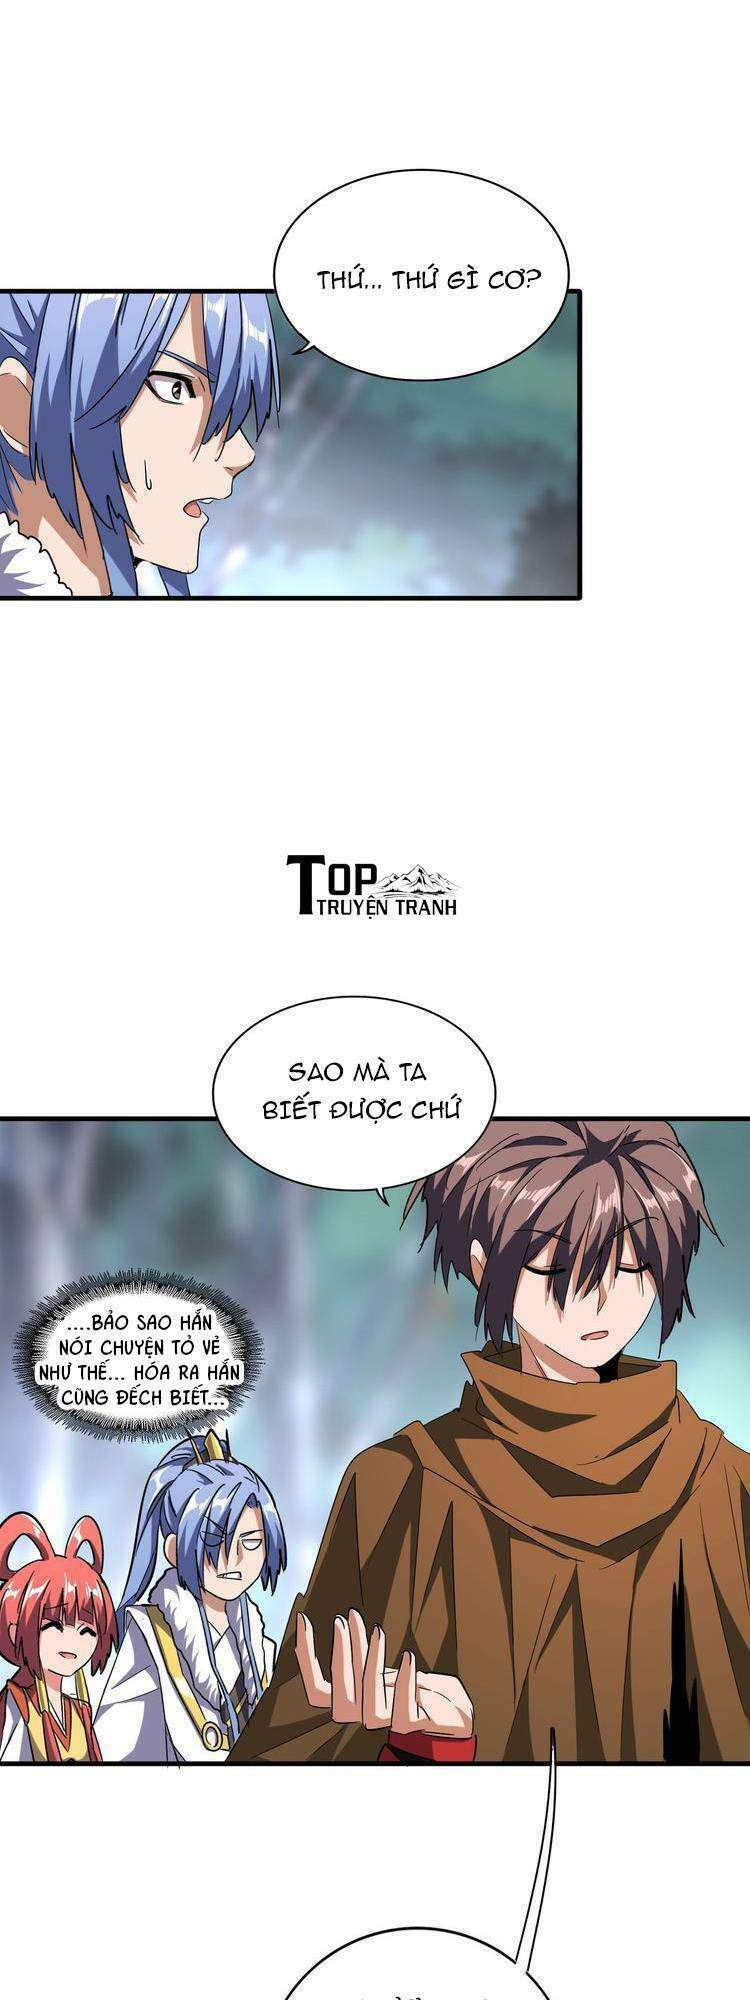 THỨ... THỨ GÌ CƠ?
TOP
TRUYỆN TRANH
SAO MÀ TA
BIẾT ĐƯỢC CHỨ
....BẢO SAO HẮN
NÓI CHUYỆN TỎ VẺ
NHƯ THẾ... HÓA RA HẮN
CŨNG ĐẾCH BIẾT...